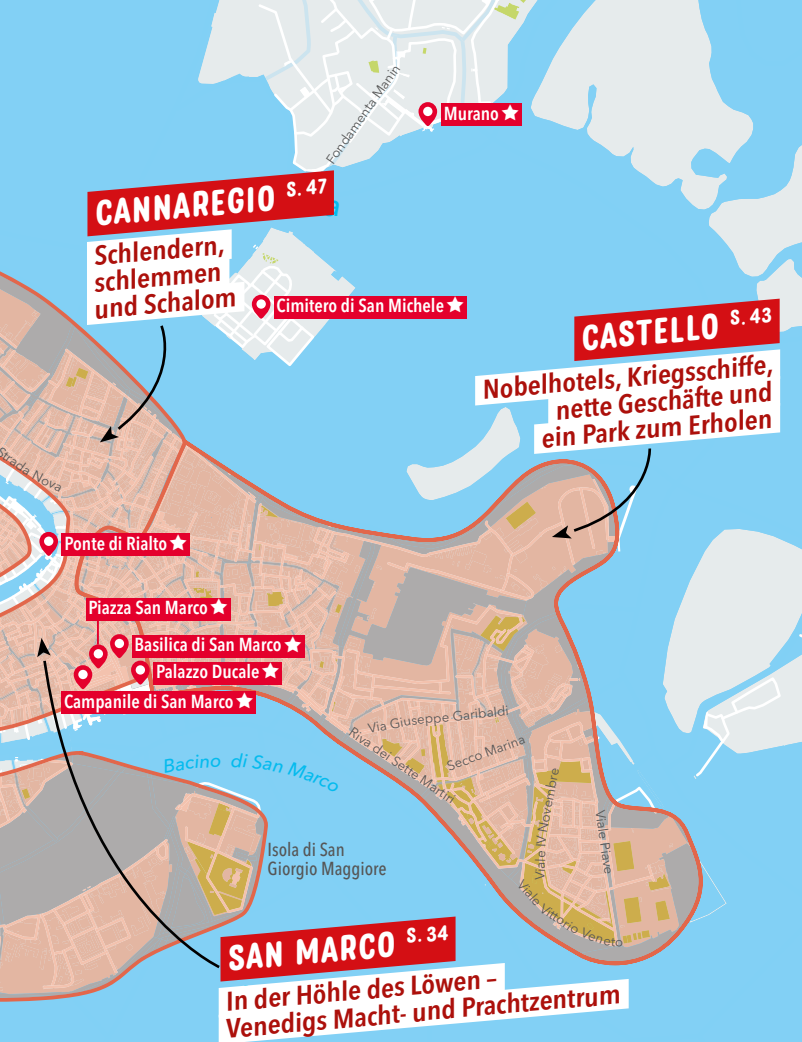 Fondamenta Manin
Murano
CANNAREGIO S. 47
Schlendern,
schlemmen
und Schalom
Cimitero di San Michele
CASTELLO S. 43
Nobelhotels, Kriegsschiffe,
nette Geschäfte und
ein Park zum Erholen
Strada Nova
Ponte di Rialto
Piazza San Marco
Basilica di San Marco
Palazzo Ducale
Campanile di San Marco
Via Giuseppe Garibaldi
Riva dei Sette Martiri
Secco Marina
Bacino di San Marco
Viale IV Novembre
Viale Piave
Isola di San
Giorgio Maggiore
Viale Vittorio Veneto
SAN MARCO S. 34
In der Höhle des Löwen –
Venedigs Macht- und Prachtzentrum